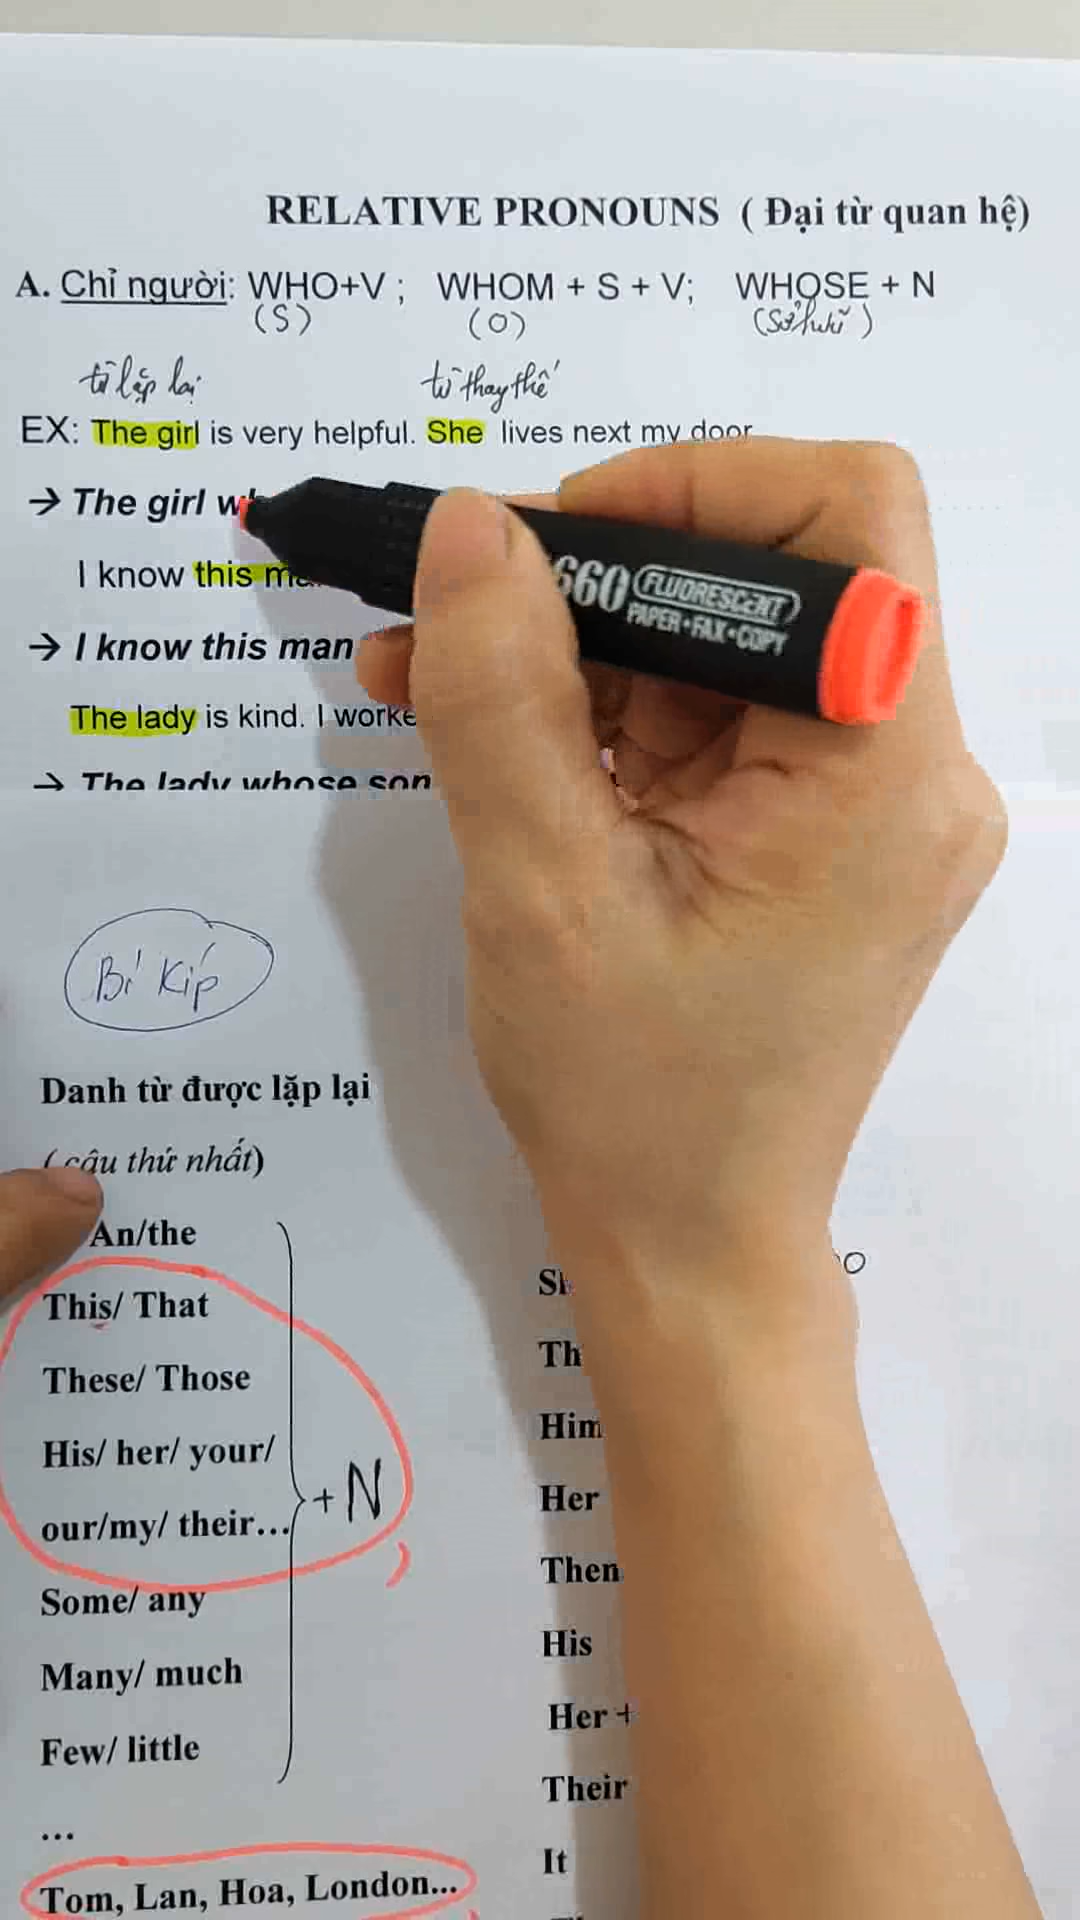 RELATIVE PRONOUNS ( Đại từ quan hệ)
A. Chỉ người: WHO+V ; WHOM + S + V; WHOSE + N
(S) (O) (Sở hữu)
từ lặp lại từ thay thế
EX: The girl is very helpful. She lives next my door
→ The girl
I know this
→ I know this man
The lady is kind. I worke
→ The lady whose son
660 FLUORESCENT
PAPER•FAX•COPY
Bí kíp
Danh từ được lặp lại
câu thứ nhất)
An/the
This/ That
These/ Those
His/ her/ your/
our/my/ their...
+ N
Some/ any
Many/ much
Few/ little
...
Tom, Lan, Hoa, London...
Th
Him
Her
His
Her +
Their
It